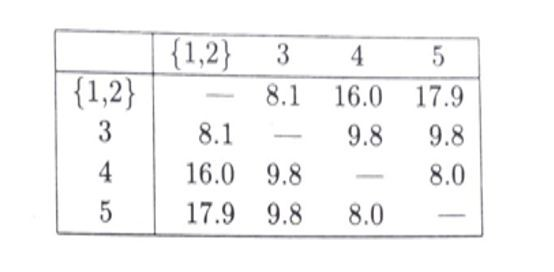 {1,2} 3 4 5
{1,2} — 8.1 16.0 17.9
3 8.1 — 9.8 9.8
4 16.0 9.8 — 8.0
5 17.9 9.8 8.0 —